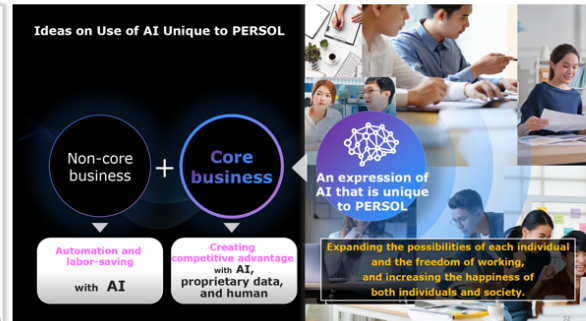 Ideas on Use of AI Unique to PERSOL
Non-core
business
+
Core
business
Automation and
labor-saving
with AI
Creating
competitive advantage
with AI,
proprietary data,
and human
An expression of
AI that is unique
to PERSOL
Expanding the possibilities of each individual
and the freedom of working,
and increasing the happiness of
both individuals and society.